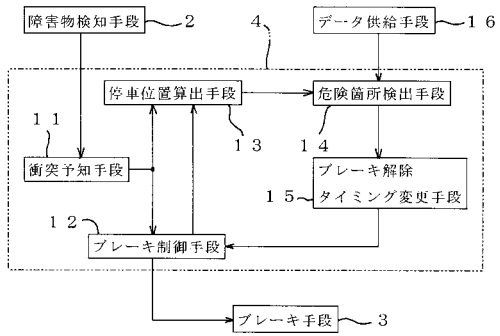 障害物検知手段
2
4
データ供給手段
16
停車位置算出手段
13
危険箇所検出手段
14
11
衝突予知手段
ブレーキ解除
タイミング変更手段
15
12
ブレーキ制御手段
ブレーキ手段
3